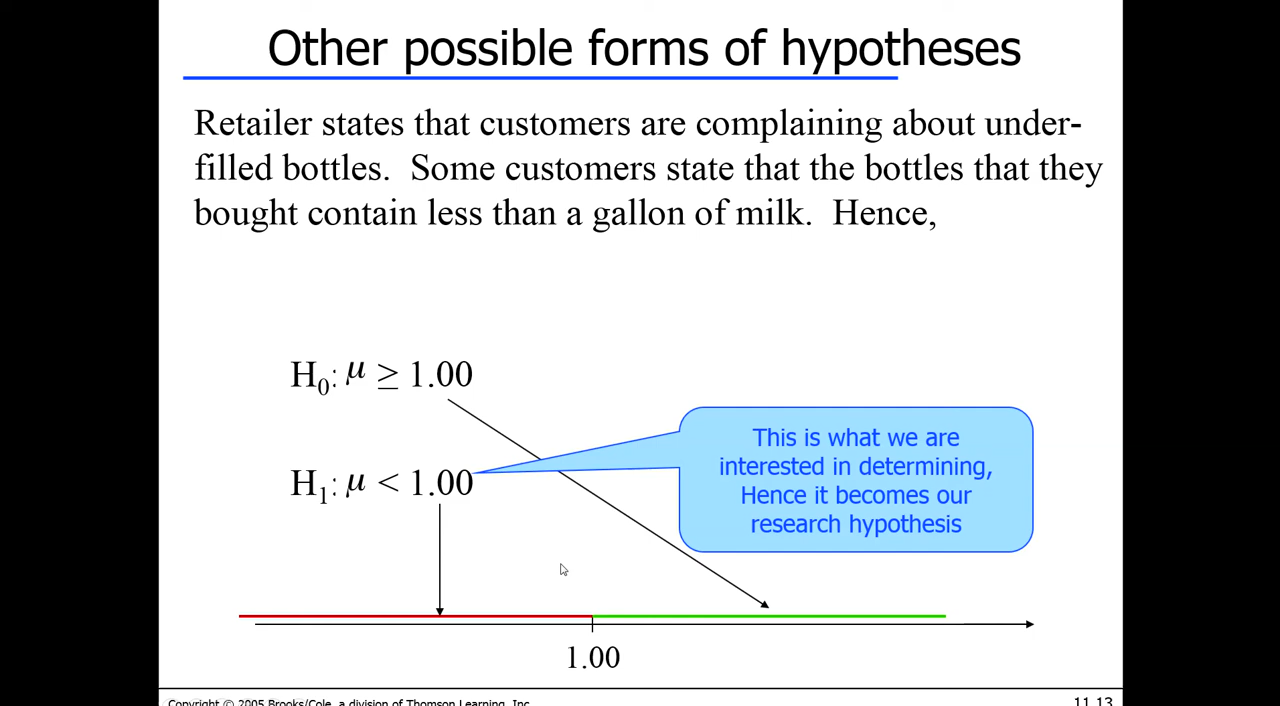 Other possible forms of hypotheses
Retailer states that customers are complaining about under-
filled bottles.  Some customers state that the bottles that they
bought contain less than a gallon of milk.  Hence,
H₀: μ ≥ 1.00
H₁: μ < 1.00
This is what we are
interested in determining,
Hence it becomes our
research hypothesis
1.00
Copyright © 2005 Brooks/Cole, a division of Thomson Learning, Inc.
11.13